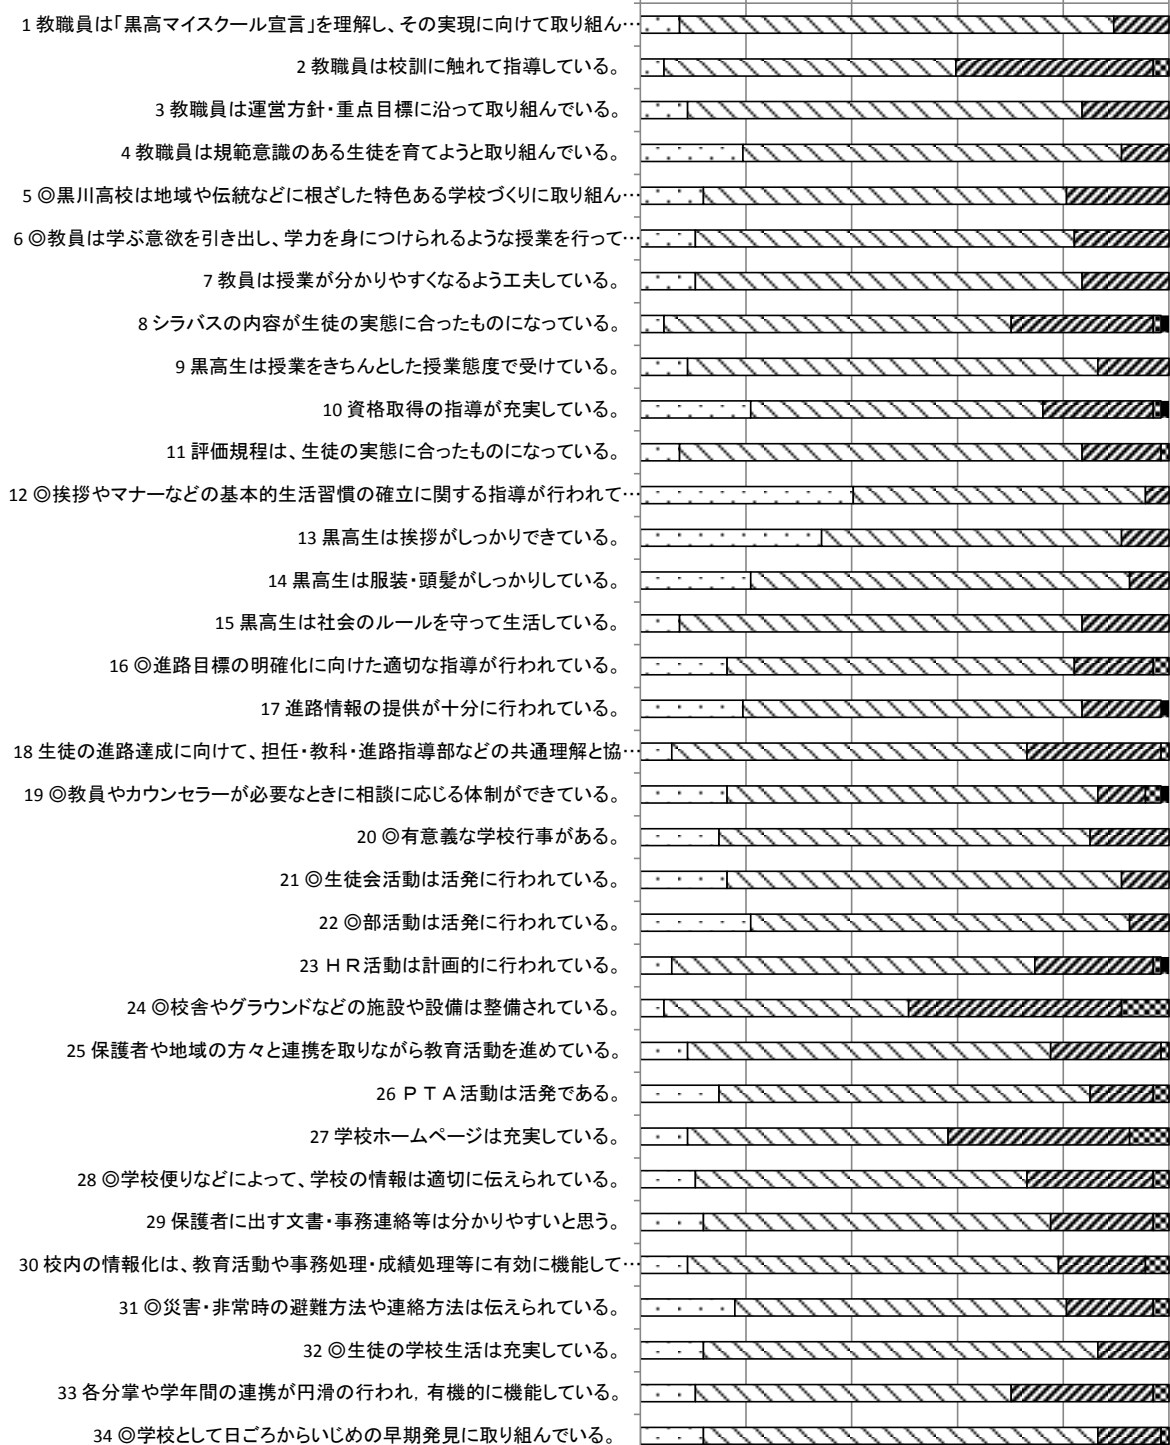 1 教職員は「黒高マイスクール宣言」を理解し、その実現に向けて取り組ん…
2 教職員は校訓に触れて指導している。
3 教職員は運営方針・重点目標に沿って取り組んでいる。
4 教職員は規範意識のある生徒を育てようと取り組んでいる。
5 ◎黒川高校は地域や伝統などに根ざした特色ある学校づくりに取り組ん…
6 ◎教員は学ぶ意欲を引き出し、学力を身につけられるような授業を行って…
7 教員は授業が分かりやすくなるよう工夫している。
8 シラバスの内容が生徒の実態に合ったものになっている。
9 黒高生は授業をきちんとした授業態度で受けている。
10 資格取得の指導が充実している。
11 評価規程は、生徒の実態に合ったものになっている。
12 ◎挨拶やマナーなどの基本的生活習慣の確立に関する指導が行われて…
13 黒高生は挨拶がしっかりできている。
14 黒高生は服装・頭髪がしっかりしている。
15 黒高生は社会のルールを守って生活している。
16 ◎進路目標の明確化に向けた適切な指導が行われている。
17 進路情報の提供が十分に行われている。
18 生徒の進路達成に向けて、担任・教科・進路指導部などの共通理解と協…
19 ◎教員やカウンセラーが必要なときに相談に応じる体制ができている。
20 ◎有意義な学校行事がある。
21 ◎生徒会活動は活発に行われている。
22 ◎部活動は活発に行われている。
23 ＨＲ活動は計画的に行われている。
24 ◎校舎やグラウンドなどの施設や設備は整備されている。
25 保護者や地域の方々と連携を取りながら教育活動を進めている。
26 ＰＴＡ活動は活発である。
27 学校ホームページは充実している。
28 ◎学校便りなどによって、学校の情報は適切に伝えられている。
29 保護者に出す文書・事務連絡等は分かりやすいと思う。
30 校内の情報化は、教育活動や事務処理・成績処理等に有効に機能して…
31 ◎災害・非常時の避難方法や連絡方法は伝えられている。
32 ◎生徒の学校生活は充実している。
33 各分掌や学年間の連携が円滑の行われ，有機的に機能している。
34 ◎学校として日ごろからいじめの早期発見に取り組んでいる。